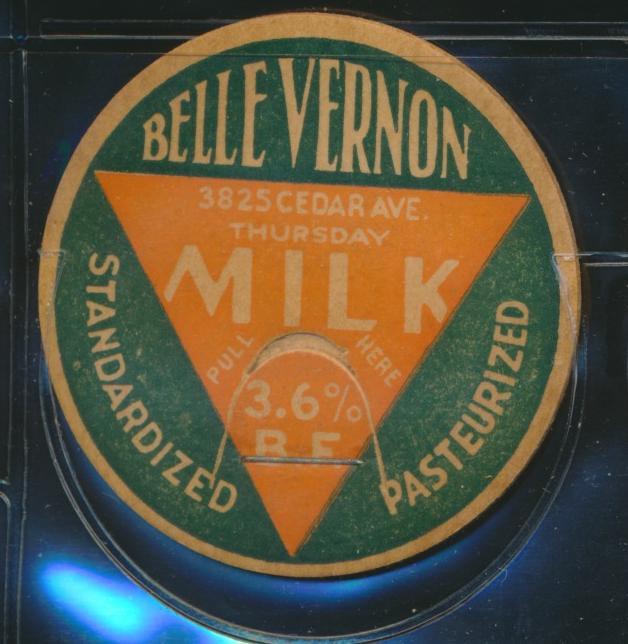 BELLE VERNON
3825 CEDAR AVE.
THURSDAY
MILK
PULL HERE
3.6%
B.F.
STANDARDIZED
PASTEURIZED